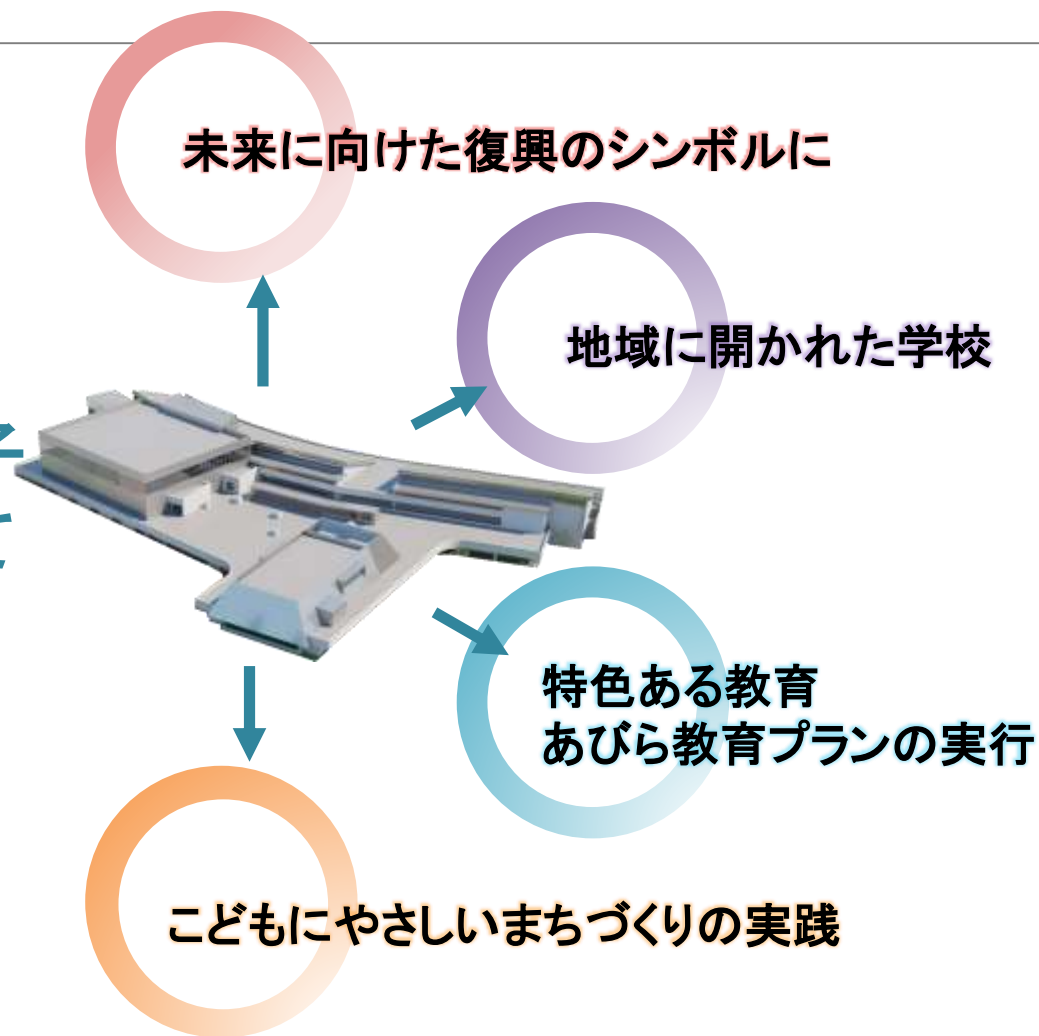 未来に向けた復興のシンボルに
地域に開かれた学校
特色ある教育
あびら教育プランの実行
こどもにやさしいまちづくりの実践